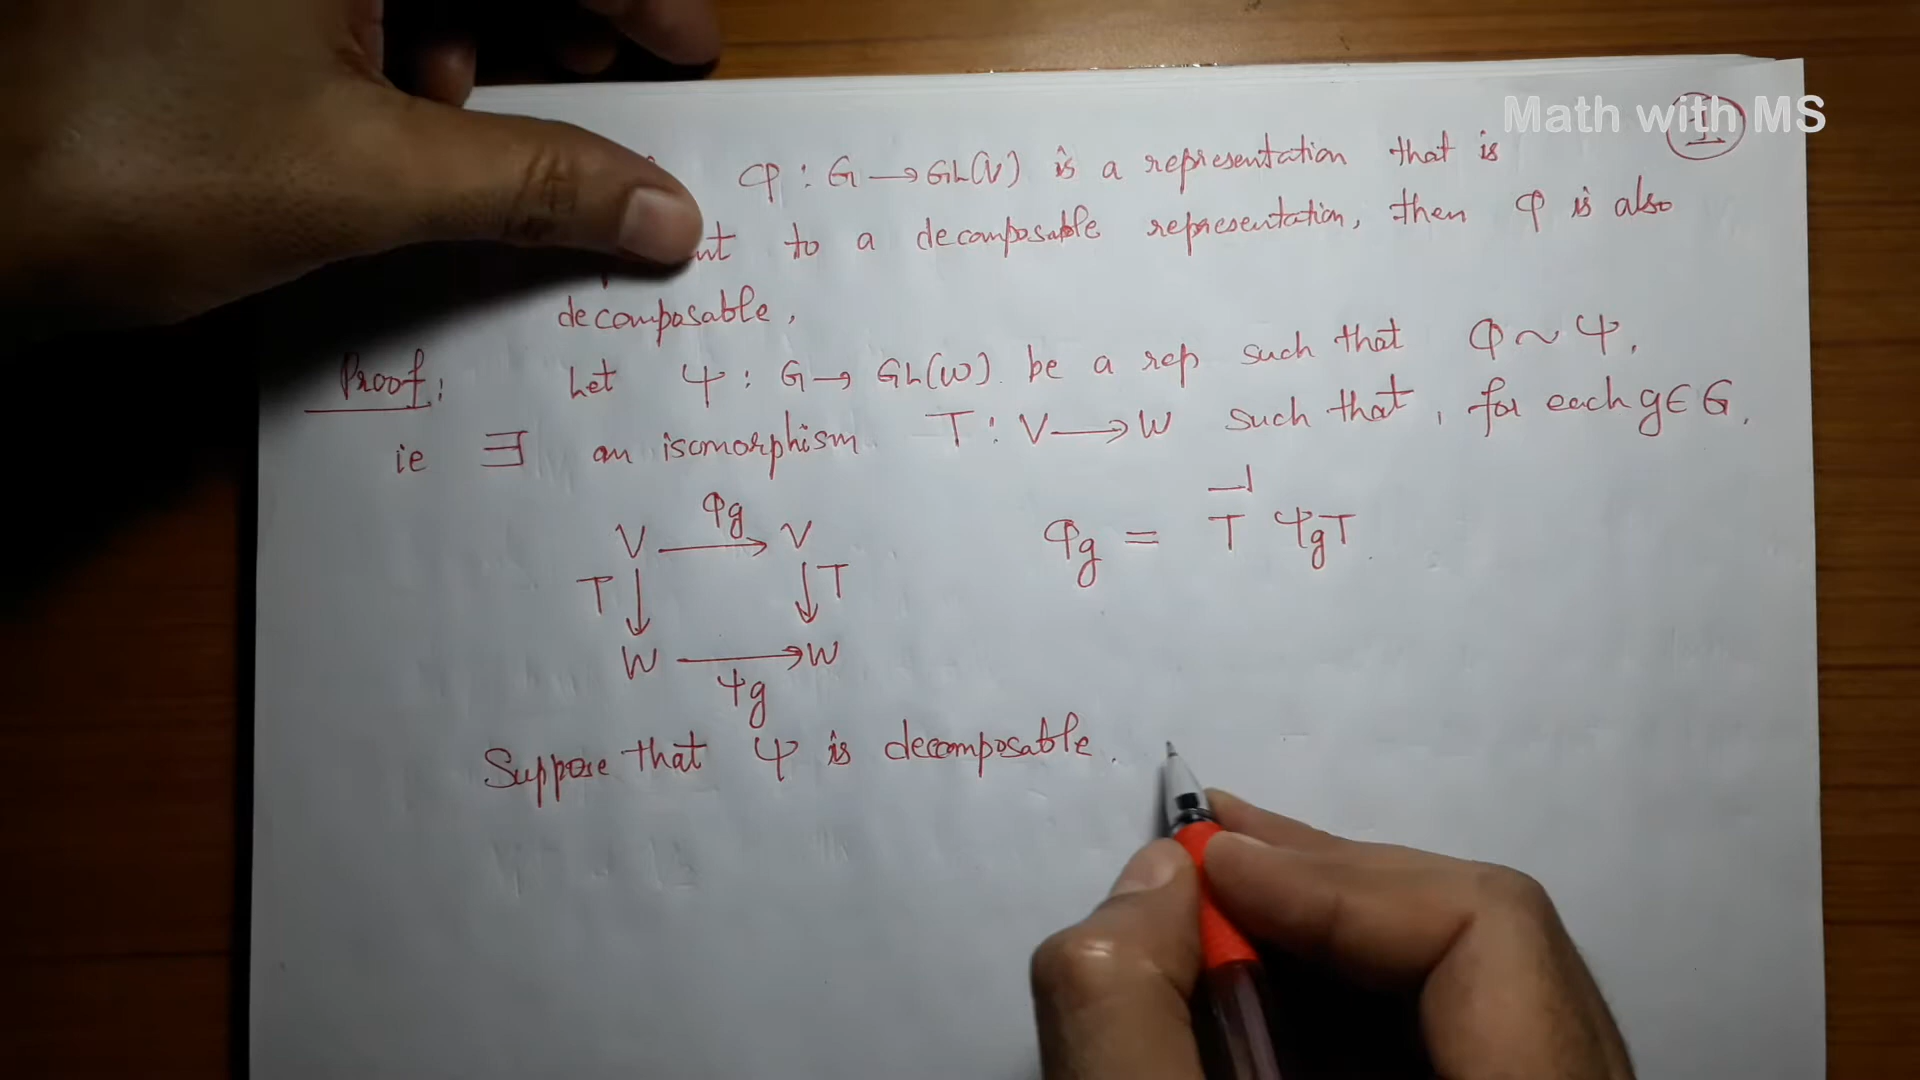 Math with MS
1
φ : G → GL(V) is a representation that is
to a decomposable representation, then φ is also
decomposable.
Proof: Let ψ : G → GL(W) be a rep such that φ ~ ψ.
ie ∃ an isomorphism T : V → W such that, for each g ∈ G.
φg
V → V φg = T⁻¹ ψg T
T ↓ ↓ T
W → W
ψg
Suppose that ψ is decomposable.